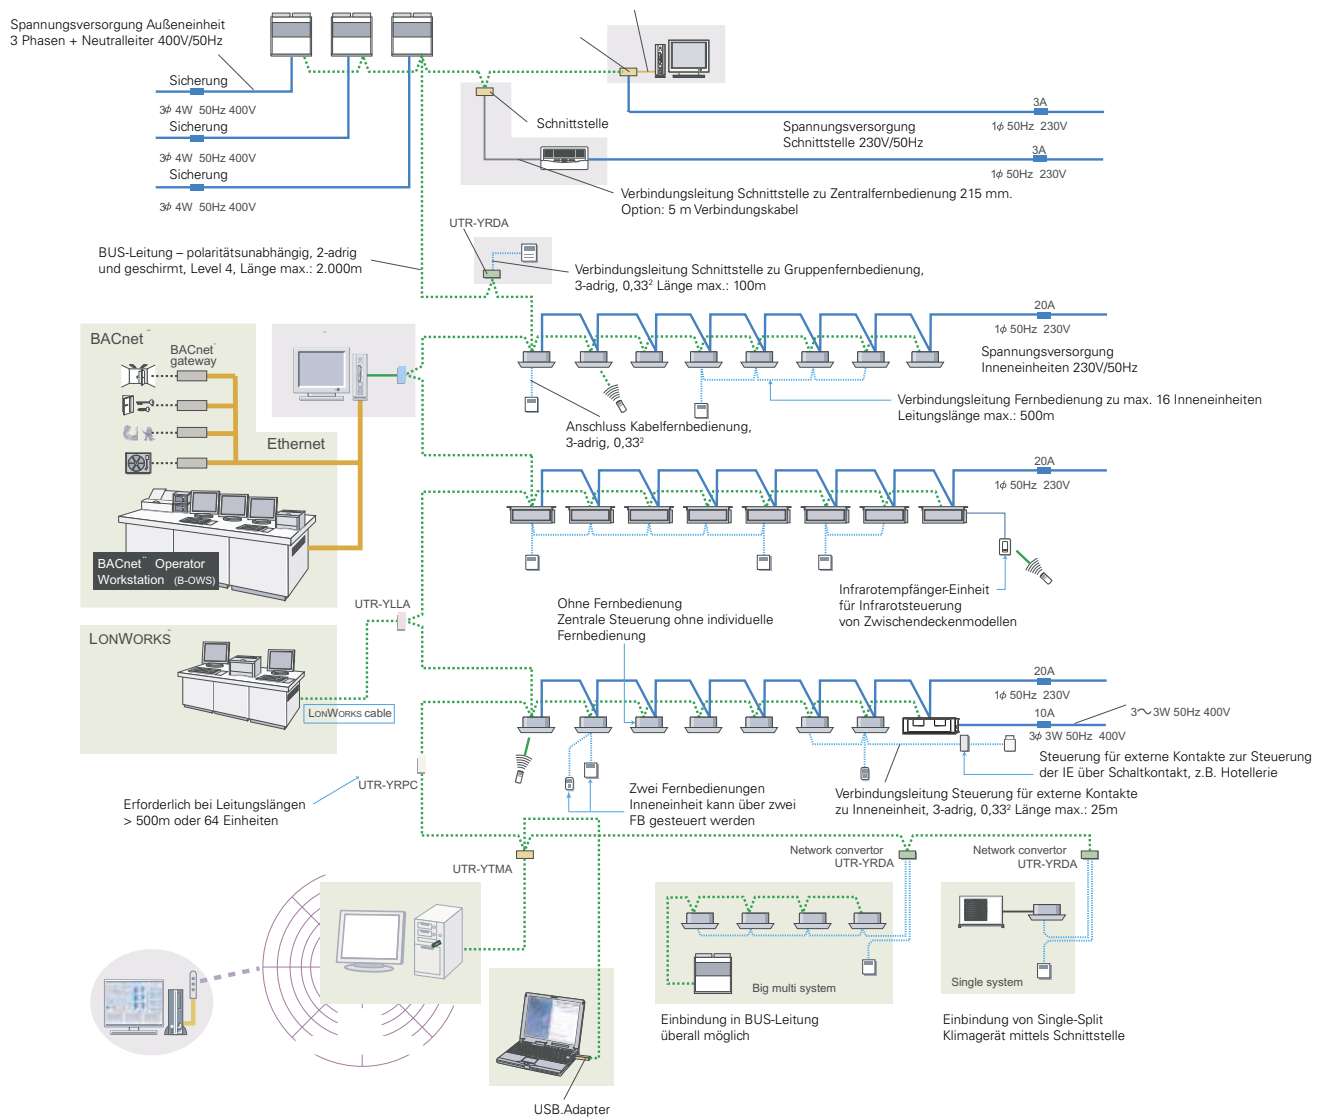 Spannungsversorgung Außeneinheit
3 Phasen + Neutralleiter 400V/50Hz
Sicherung
3ϕ 4W 50Hz 400V
Sicherung
3ϕ 4W 50Hz 400V
Sicherung
3ϕ 4W 50Hz 400V
Schnittstelle
3A
1ϕ 50Hz 230V
Spannungsversorgung
Schnittstelle 230V/50Hz
3A
1ϕ 50Hz 230V
Verbindungsleitung Schnittstelle zu Zentralfernbedienung 215 mm.
Option: 5 m Verbindungskabel
UTR-YRDA
BUS-Leitung – polaritätsunabhängig, 2-adrig
und geschirmt, Level 4, Länge max.: 2.000m
Verbindungsleitung Schnittstelle zu Gruppenfernbedienung,
3-adrig, 0,33² Länge max.: 100m
20A
1ϕ 50Hz 230V
Spannungsversorgung
Inneneinheiten 230V/50Hz
BACnet
BACnet
gateway
Ethernet
Verbindungsleitung Fernbedienung zu max. 16 Inneneinheiten
Leitungslänge max.: 500m
Anschluss Kabelfernbedienung,
3-adrig, 0,33²
20A
1ϕ 50Hz 230V
BACnet¨ Operator
Workstation (B-OWS)
Infrarotempfänger-Einheit
für Infrarotsteuerung
von Zwischendeckenmodellen
UTR-YLLA
Ohne Fernbedienung
Zentrale Steuerung ohne individuelle
Fernbedienung
LONWORKS
LONWORKS cable
20A
1ϕ 50Hz 230V
10A
3～3W 50Hz 400V
3ϕ 3W 50Hz 400V
Steuerung für externe Kontakte zur Steuerung
der IE über Schaltkontakt, z.B. Hotellerie
UTR-YRPC
Erforderlich bei Leitungslängen
> 500m oder 64 Einheiten
Zwei Fernbedienungen
Inneneinheit kann über zwei
FB gesteuert werden
Verbindungsleitung Steuerung für externe Kontakte
zu Inneneinheit, 3-adrig, 0,33² Länge max.: 25m
UTR-YTMA
Network convertor
UTR-YRDA
Network convertor
UTR-YRDA
Big multi system
Single system
Einbindung in BUS-Leitung
überall möglich
Einbindung von Single-Split
Klimagerät mittels Schnittstelle
USB.Adapter